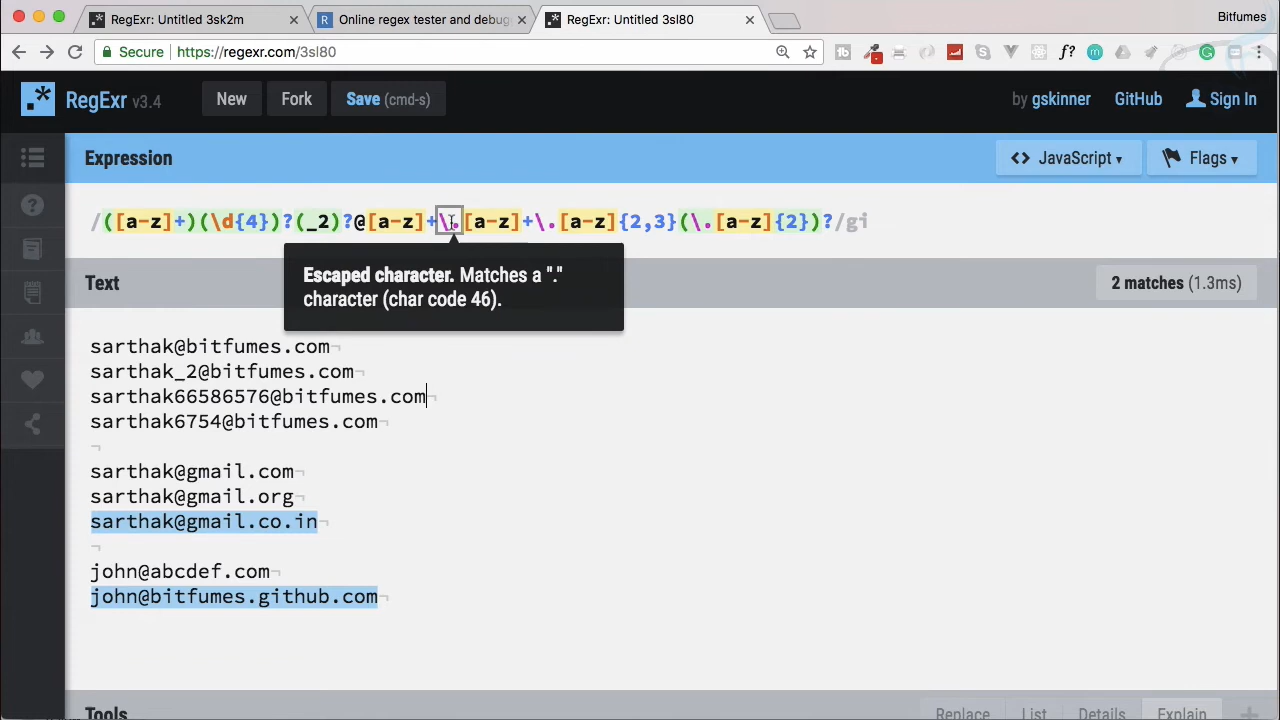 RegExr: Untitled 3sk2m
Online regex tester and debug
RegExr: Untitled 3sl80
Bitfumes
Secure
https://regexr.com/3sl80
f?
RegExr v3.4
New
Fork
Save (cmd-s)
by gskinner
GitHub
Sign In
Expression
<> JavaScript
Flags
/([a-z]+)(\d{4})?(_2)?@[a-z]+\.[a-z]+\.[a-z]{2,3}(\.[a-z]{2})?/gi
Escaped character. Matches a "."
character (char code 46).
Text
2 matches (1.3ms)
sarthak@bitfumes.com¬
sarthak_2@bitfumes.com¬
sarthak66586576@bitfumes.com¬
sarthak6754@bitfumes.com¬
¬
sarthak@gmail.com¬
sarthak@gmail.org¬
sarthak@gmail.co.in¬
¬
john@abcdef.com¬
john@bitfumes.github.com¬
Tools
Replace
List
Details
Explain